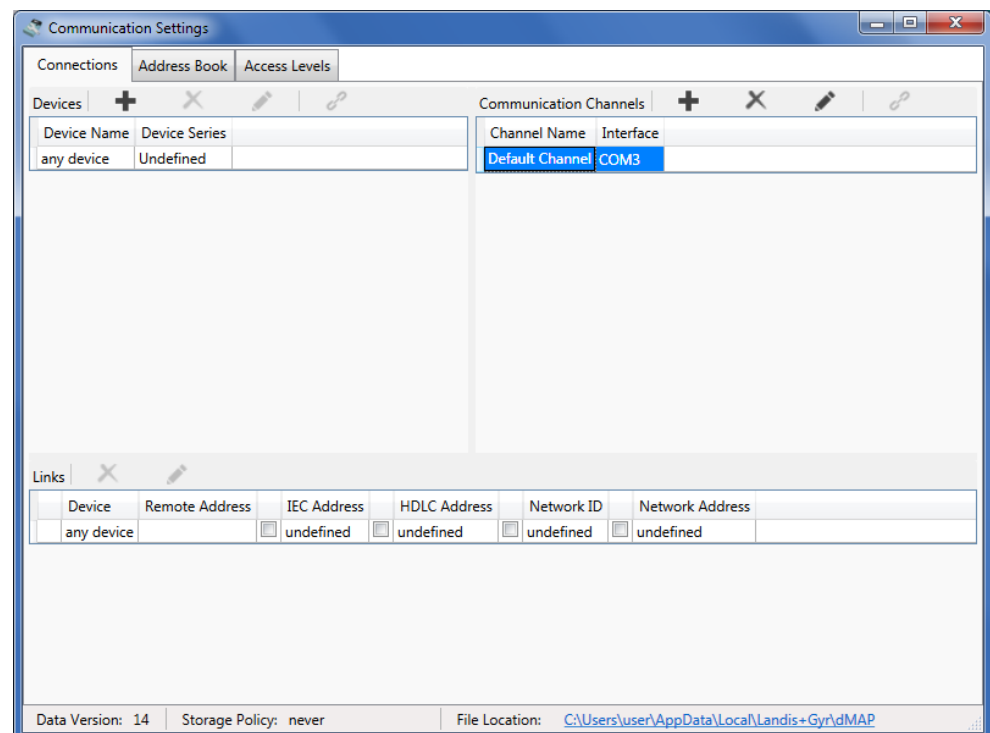 Communication Settings
Connections Address Book Access Levels
Devices
Communication Channels
Device Name Device Series
any device Undefined
Channel Name Interface
Default Channel COM3
Links
Device Remote Address IEC Address HDLC Address Network ID Network Address
any device undefined undefined undefined undefined
Data Version: 14 Storage Policy: never File Location: C:\Users\user\AppData\Local\Landis+Gyr\dMAP